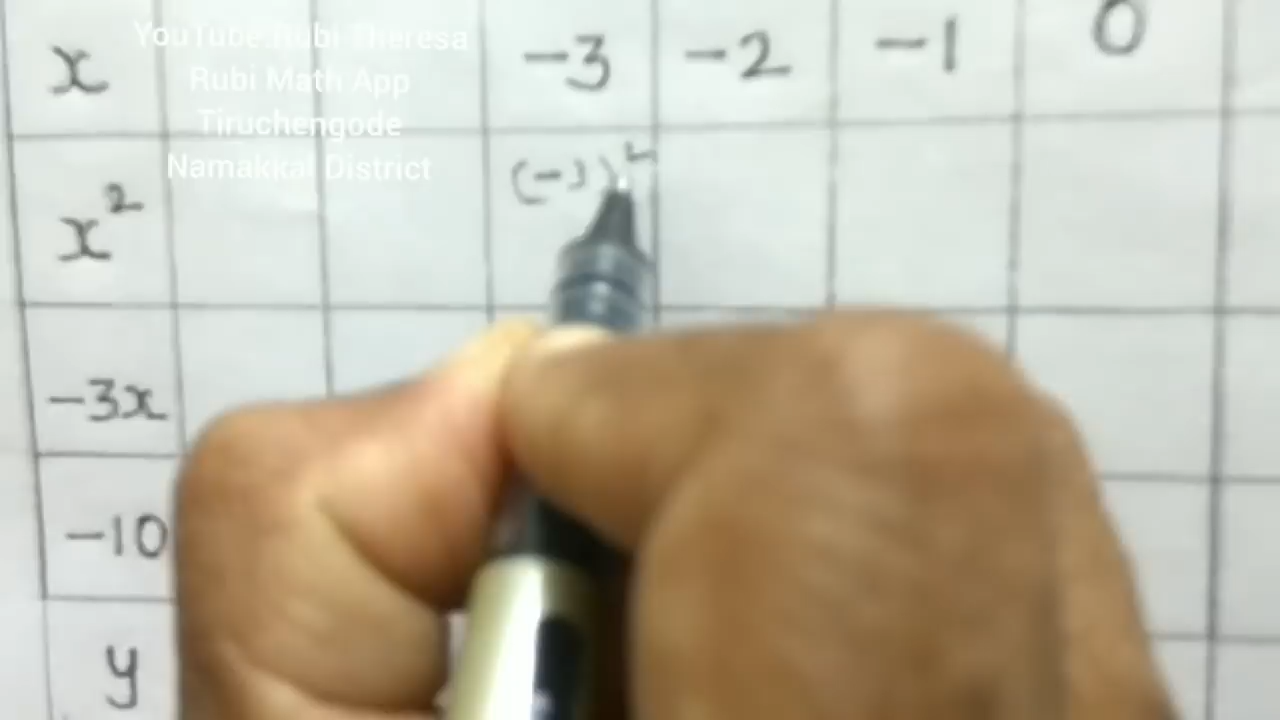 YouTube:Rubi Theresa
Rubi Math App
Tiruchengode
Namakkal District
x -3 -2 -1 0
x² (-3)²
-3x
-10
y